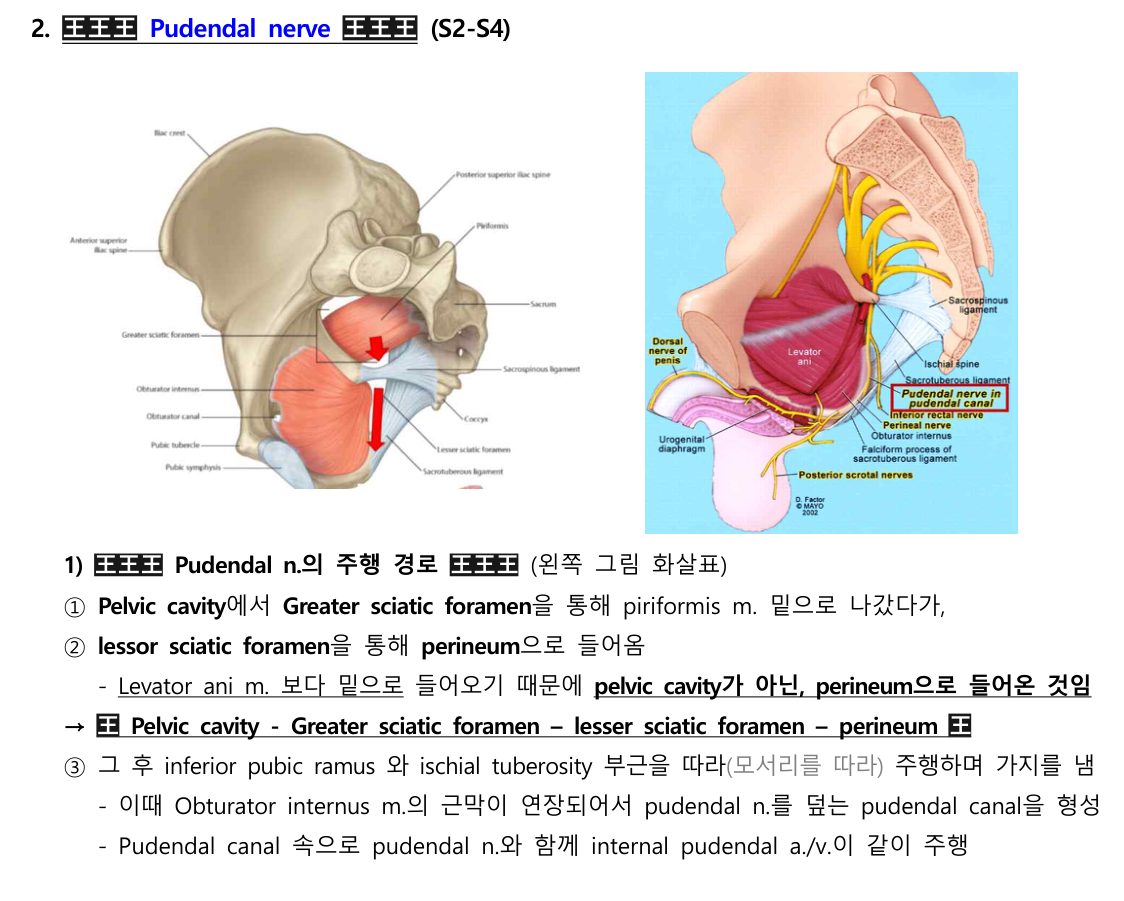 2. 王王王 Pudendal nerve 王王王 (S2-S4)
Iliac crest
Posterior superior iliac spine
Piriformis
Anterior superior
iliac spine
Sacrum
Greater sciatic foramen
Sacrospinous ligament
Obturator internus
Obturator canal
Coccyx
Pubic tubercle
Lesser sciatic foramen
Pubic symphysis
Sacrotuberous ligament
Sacrospinous
ligament
Dorsal
nerve of
penis
Levator
ani
Ischial spine
Sacrotuberous ligament
Pudendal nerve in
pudendal canal
Inferior rectal nerve
Perineal nerve
Obturator internus
Urogenital
diaphragm
Falciform process of
sacrotuberous ligament
Posterior scrotal nerves
D. Factor
© MAYO
2002
1) 王王王 Pudendal n.의 주행 경로 王王王 (왼쪽 그림 화살표)
① Pelvic cavity에서 Greater sciatic foramen을 통해 piriformis m. 밑으로 나갔다가,
② lessor sciatic foramen을 통해 perineum으로 들어옴
- Levator ani m. 보다 밑으로 들어오기 때문에 pelvic cavity가 아닌, perineum으로 들어온 것임
→ 王 Pelvic cavity - Greater sciatic foramen – lesser sciatic foramen – perineum 王
③ 그 후 inferior pubic ramus 와 ischial tuberosity 부근을 따라(모서리를 따라) 주행하며 가지를 냄
- 이때 Obturator internus m.의 근막이 연장되어서 pudendal n.를 덮는 pudendal canal을 형성
- Pudendal canal 속으로 pudendal n.와 함께 internal pudendal a./v.이 같이 주행